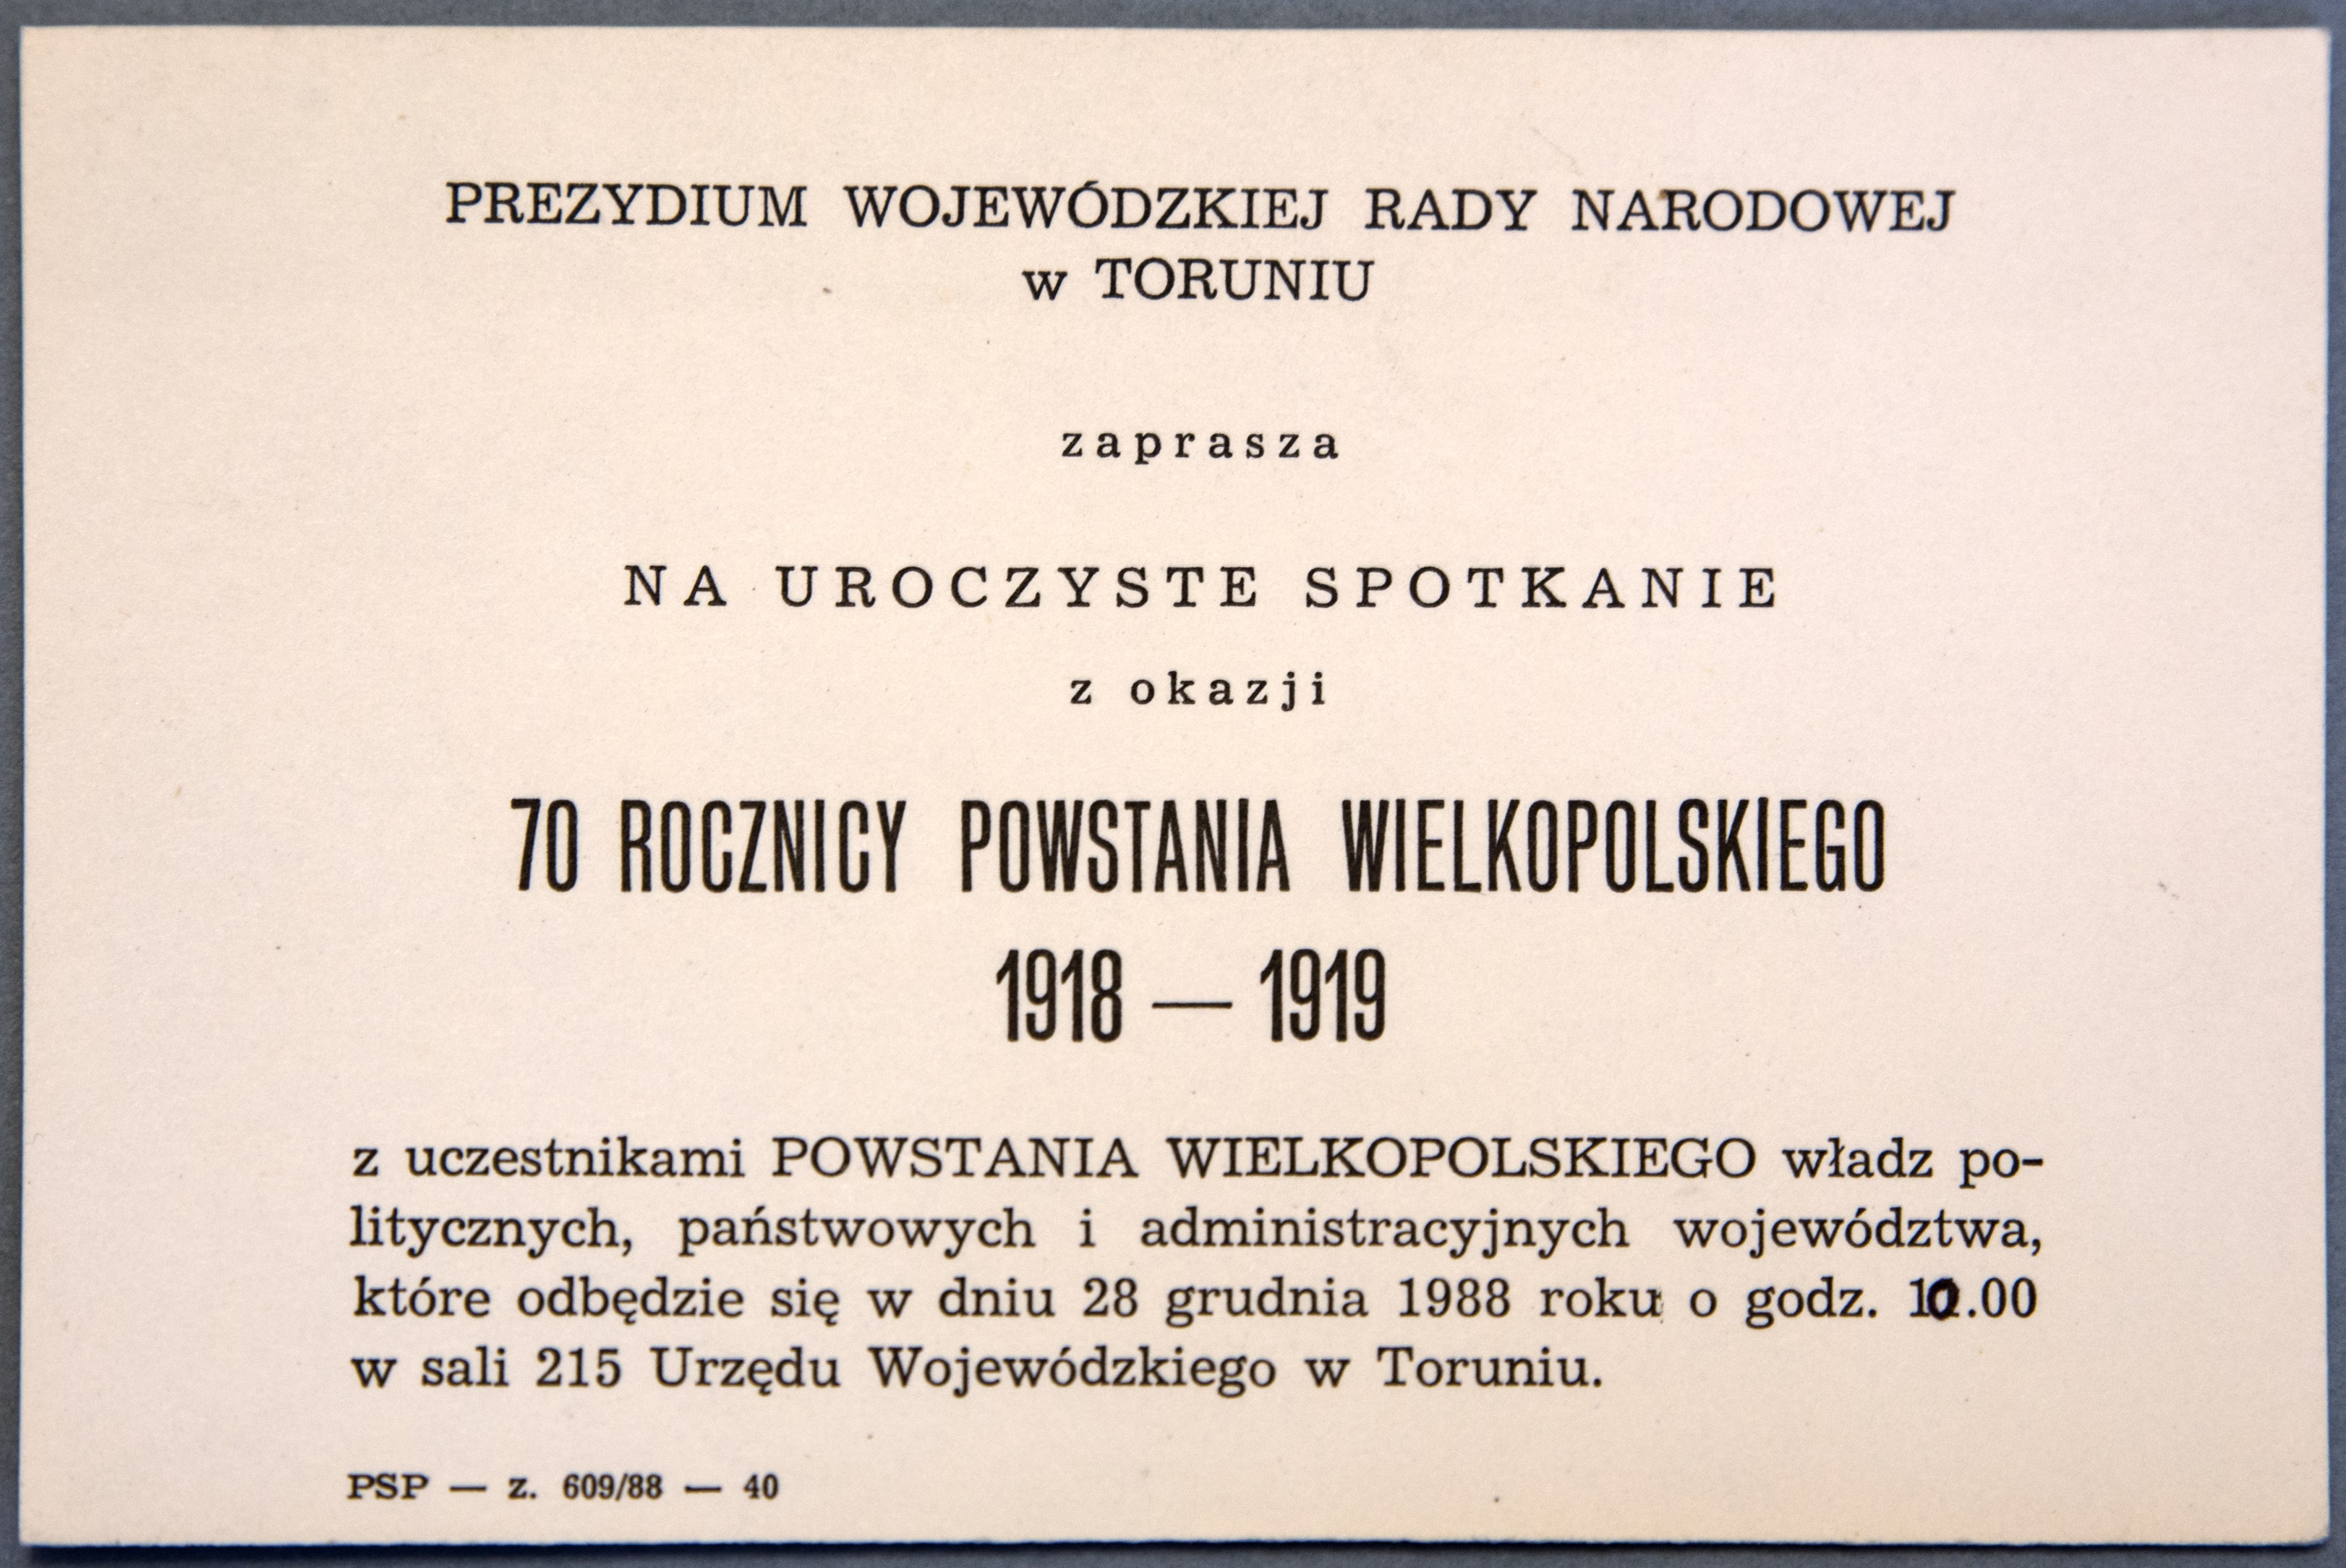 PREZYDIUM WOJEWÓDZKIEJ RADY NARODOWEJ
w TORUNIU
zaprasza
NA UROCZYSTE SPOTKANIE
z okazji
70 ROCZNICY POWSTANIA WIELKOPOLSKIEGO
1918 — 1919
z uczestnikami POWSTANIA WIELKOPOLSKIEGO władz po-
litycznych, państwowych i administracyjnych województwa,
które odbędzie się w dniu 28 grudnia 1988 roku o godz. 10.00
w sali 215 Urzędu Wojewódzkiego w Toruniu.
PSP — z. 609/88 — 40